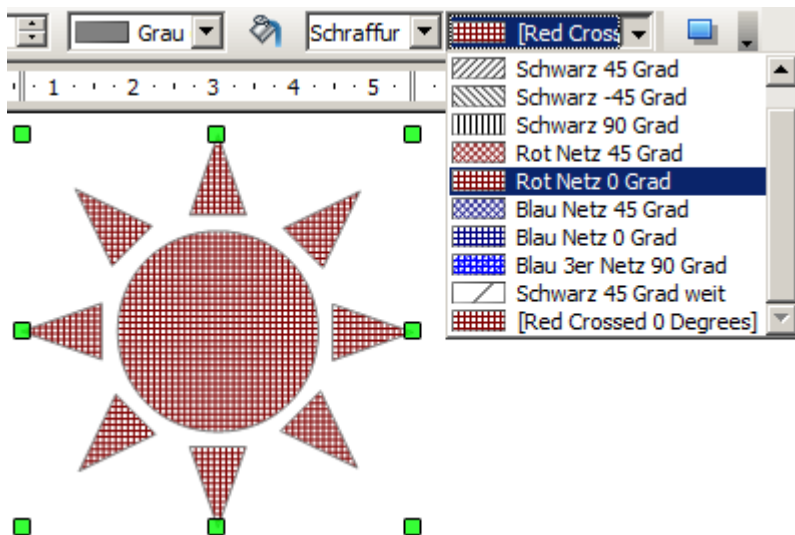 Grau Schraffur [Red Cross
1 2 3 4 5
Schwarz 45 Grad
Schwarz -45 Grad
Schwarz 90 Grad
Rot Netz 45 Grad
Rot Netz 0 Grad
Blau Netz 45 Grad
Blau Netz 0 Grad
Blau 3er Netz 90 Grad
Schwarz 45 Grad weit
[Red Crossed 0 Degrees]